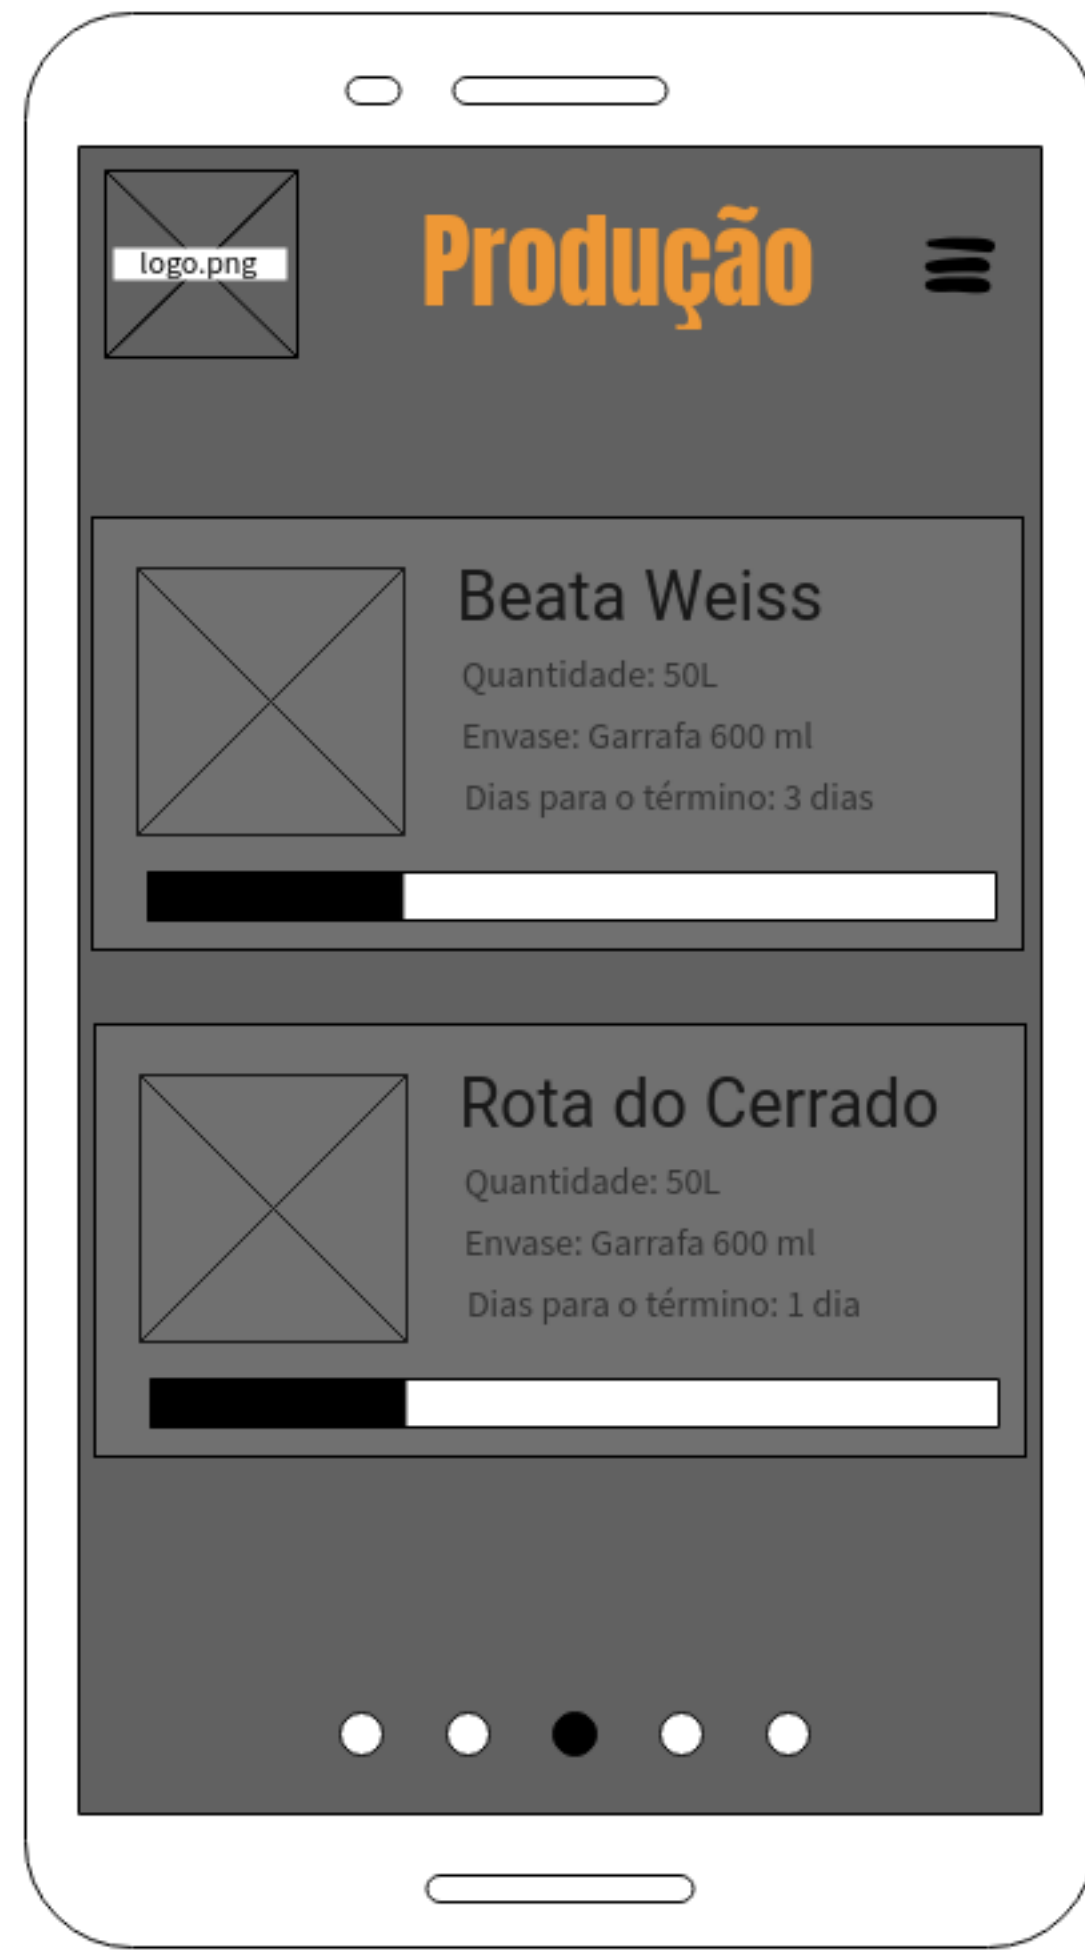 logo.png
Produção
Beata Weiss
Quantidade: 50L
Envase: Garrafa 600 ml
Dias para o término: 3 dias
Rota do Cerrado
Quantidade: 50L
Envase: Garrafa 600 ml
Dias para o término: 1 dia